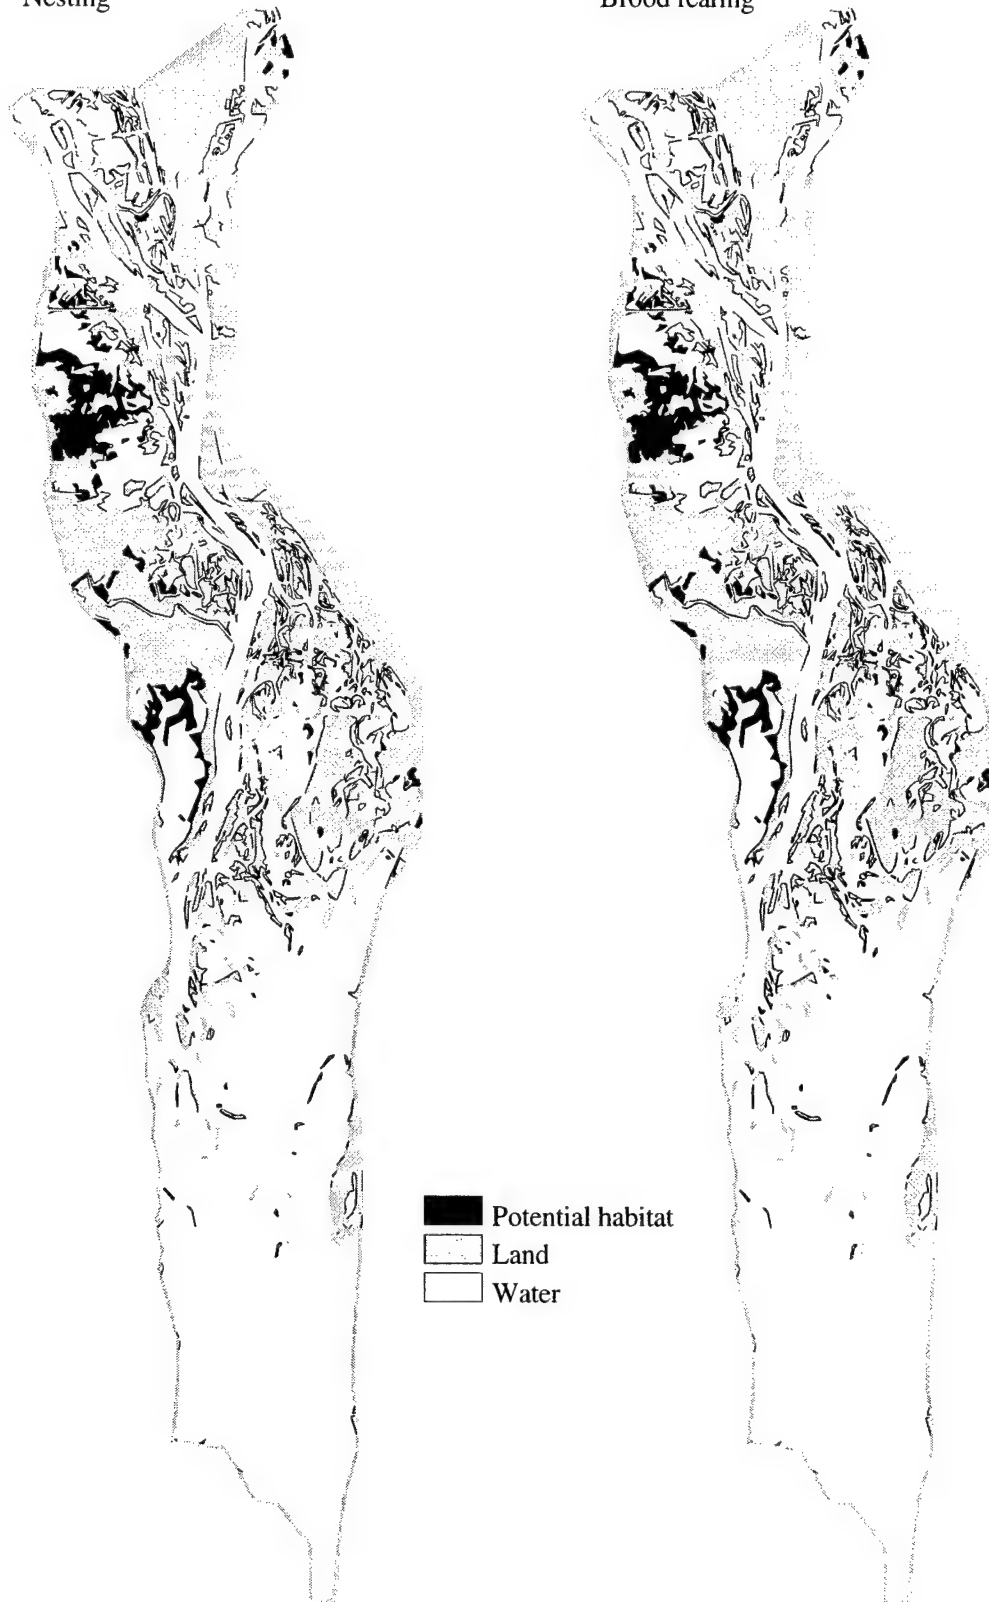 Nesting
Brood rearing
Potential habitat
Land
Water